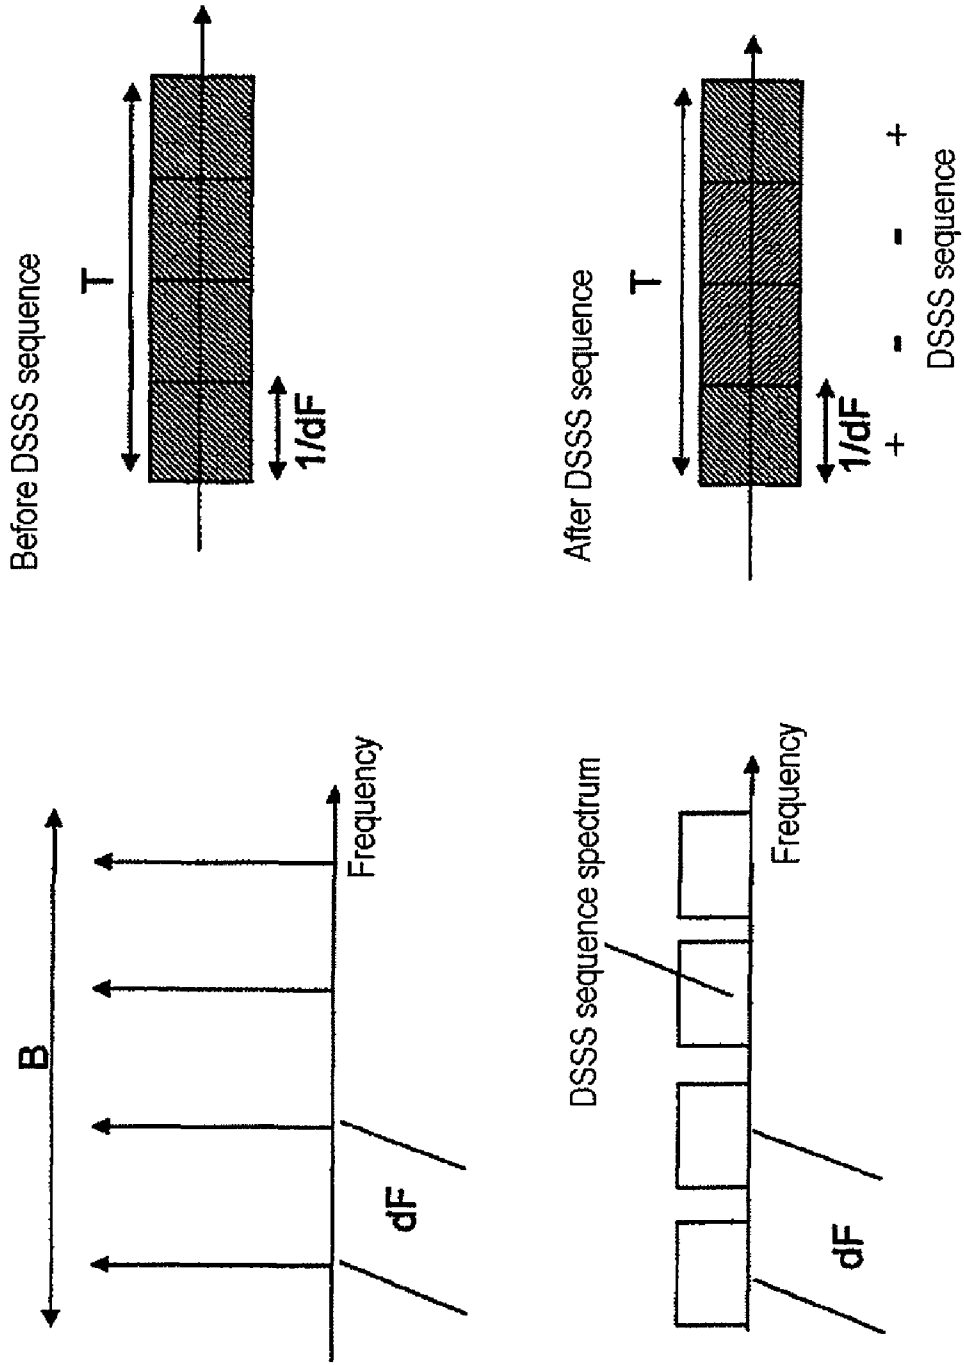 Before DSSS sequence
T
1/dF
B
Frequency
dF
After DSSS sequence
T
1/dF
+ - - +
DSSS sequence
DSSS sequence spectrum
Frequency
dF